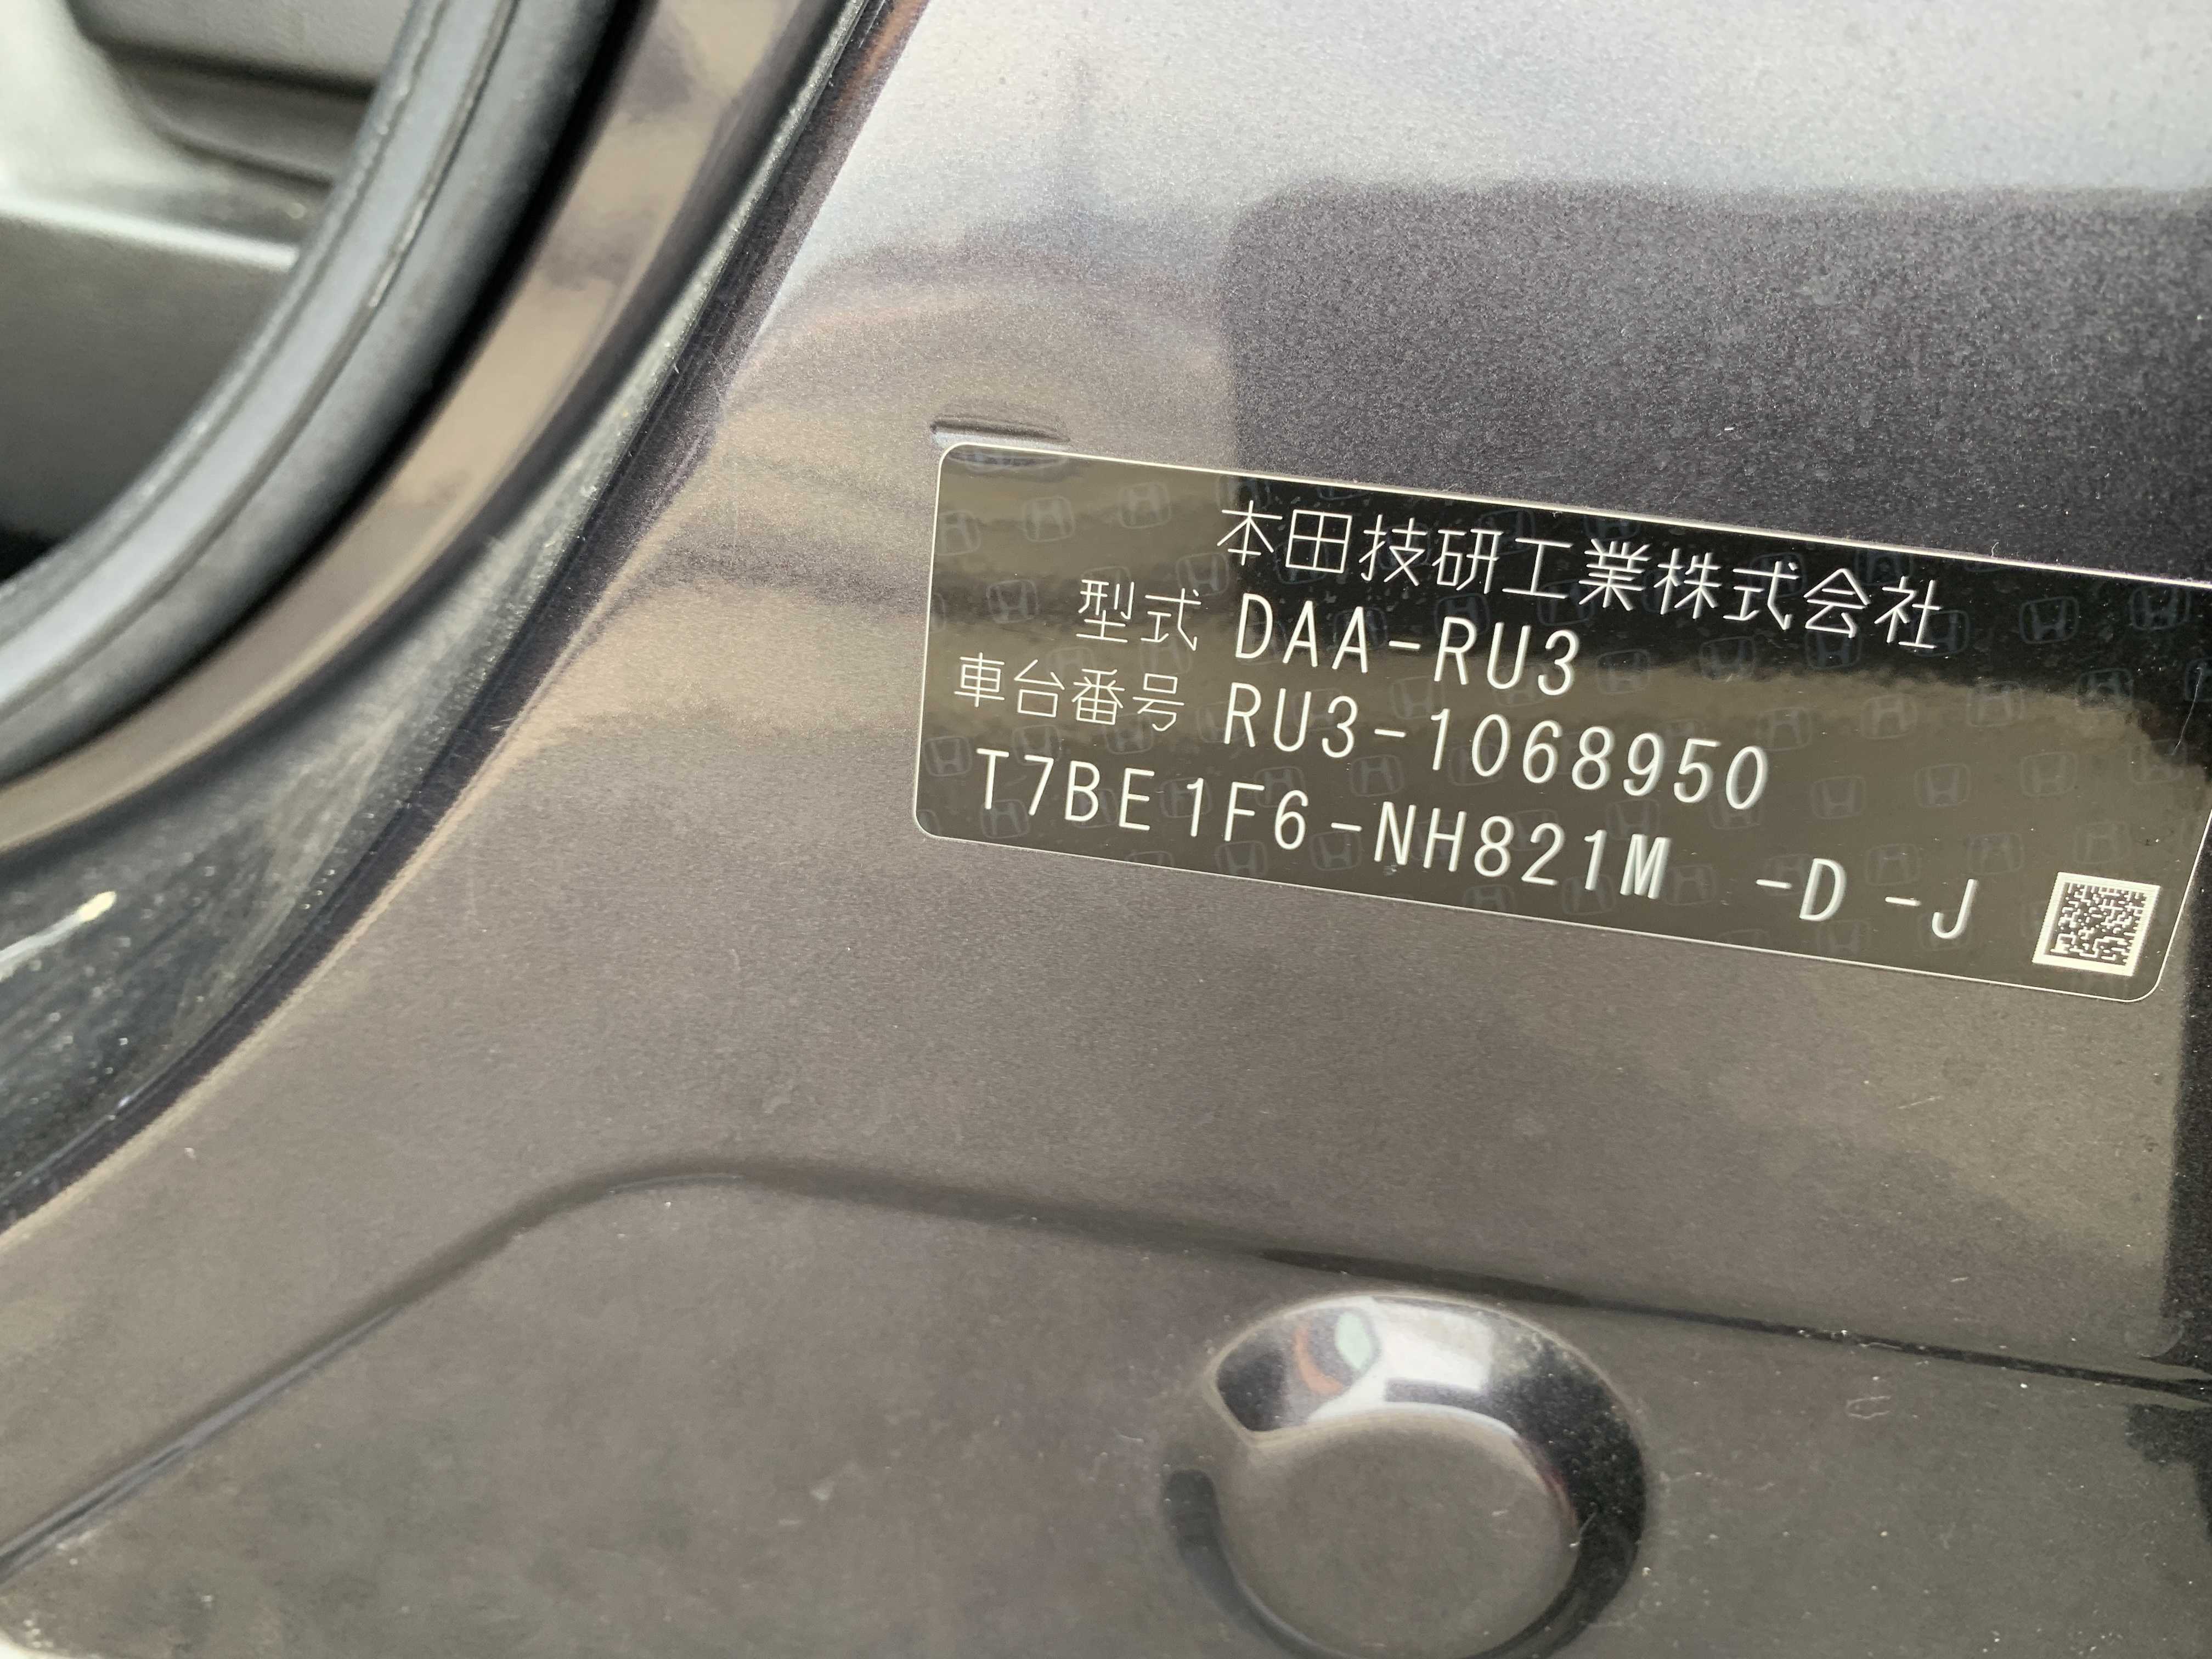 本田技研工業株式会社
型式 DAA-RU3
車台番号 RU3-1068950
T7BE1F6-NH821M -D -J